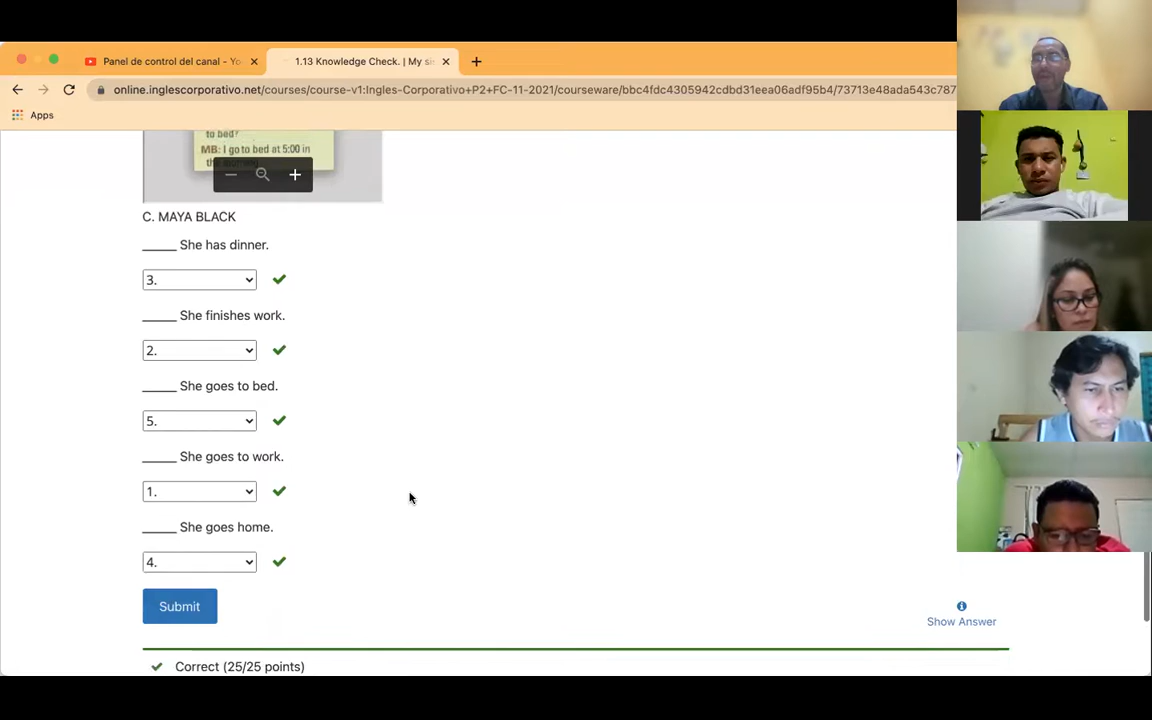 Panel de control del canal - Yo
1.13 Knowledge Check. | My si
online.inglescorporativo.net/courses/course-v1:Ingles-Corporativo+P2+FC-11-2021/courseware/bbc4fdc4305942cdbd31eea06adf95b4/73713e48ada543c787
Apps
to bed?
MB: I go to bed at 5:00 in
the morning
C. MAYA BLACK
_____ She has dinner.
3.
_____ She finishes work.
2.
_____ She goes to bed.
5.
_____ She goes to work.
1.
_____ She goes home.
4.
Submit
Show Answer
Correct (25/25 points)